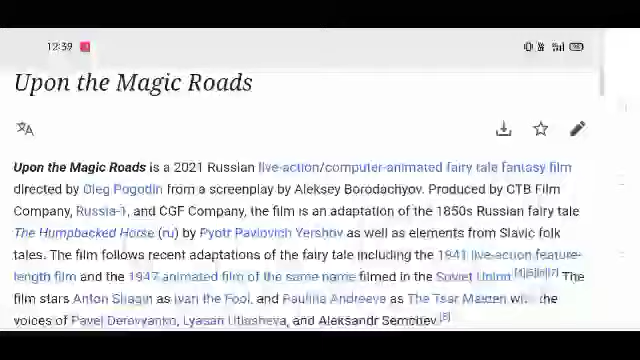 12:39
Upon the Magic Roads
Upon the Magic Roads is a 2021 Russian live-action/computer-animated fairy tale fantasy film
directed by Oleg Pogodin from a screenplay by Aleksey Borodachyov. Produced by CTB Film
Company, Russia-1, and CGF Company, the film is an adaptation of the 1850s Russian fairy tale
The Humpbacked Horse (ru) by Pyotr Pavlovich Yershov as well as elements from Slavic folk
tales. The film follows recent adaptations of the fairy tale including the 1941 live-action feature-
length film and the 1947 animated film of the same name filmed in the Soviet Union. The
film stars Anton Shagin as Ivan the Fool, and Paulina Andreeva as The Tsar Maiden with the
voices of Pavel Derevyanko, Lyasan Utiasheva, and Aleksandr Semchev.